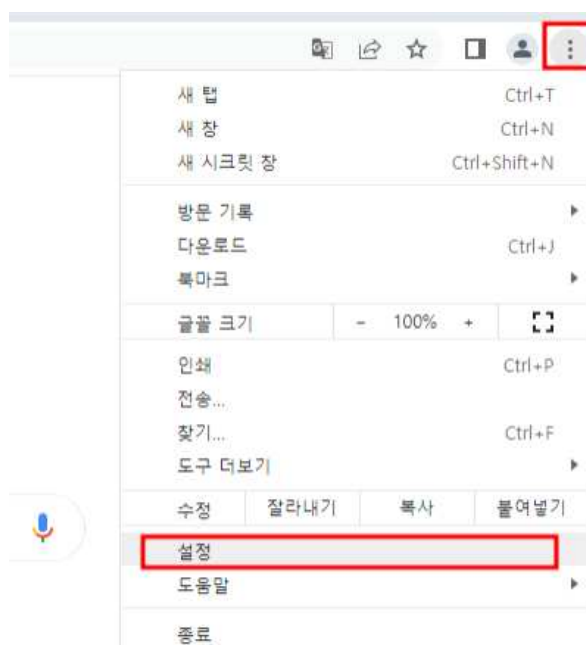 새 탭 Ctrl+T
새 창 Ctrl+N
새 시크릿 창 Ctrl+Shift+N
방문 기록
다운로드 Ctrl+J
북마크
글꼴 크기 - 100% +
인쇄 Ctrl+P
전송...
찾기... Ctrl+F
도구 더보기
수정 잘라내기 복사 붙여넣기
설정
도움말
종료